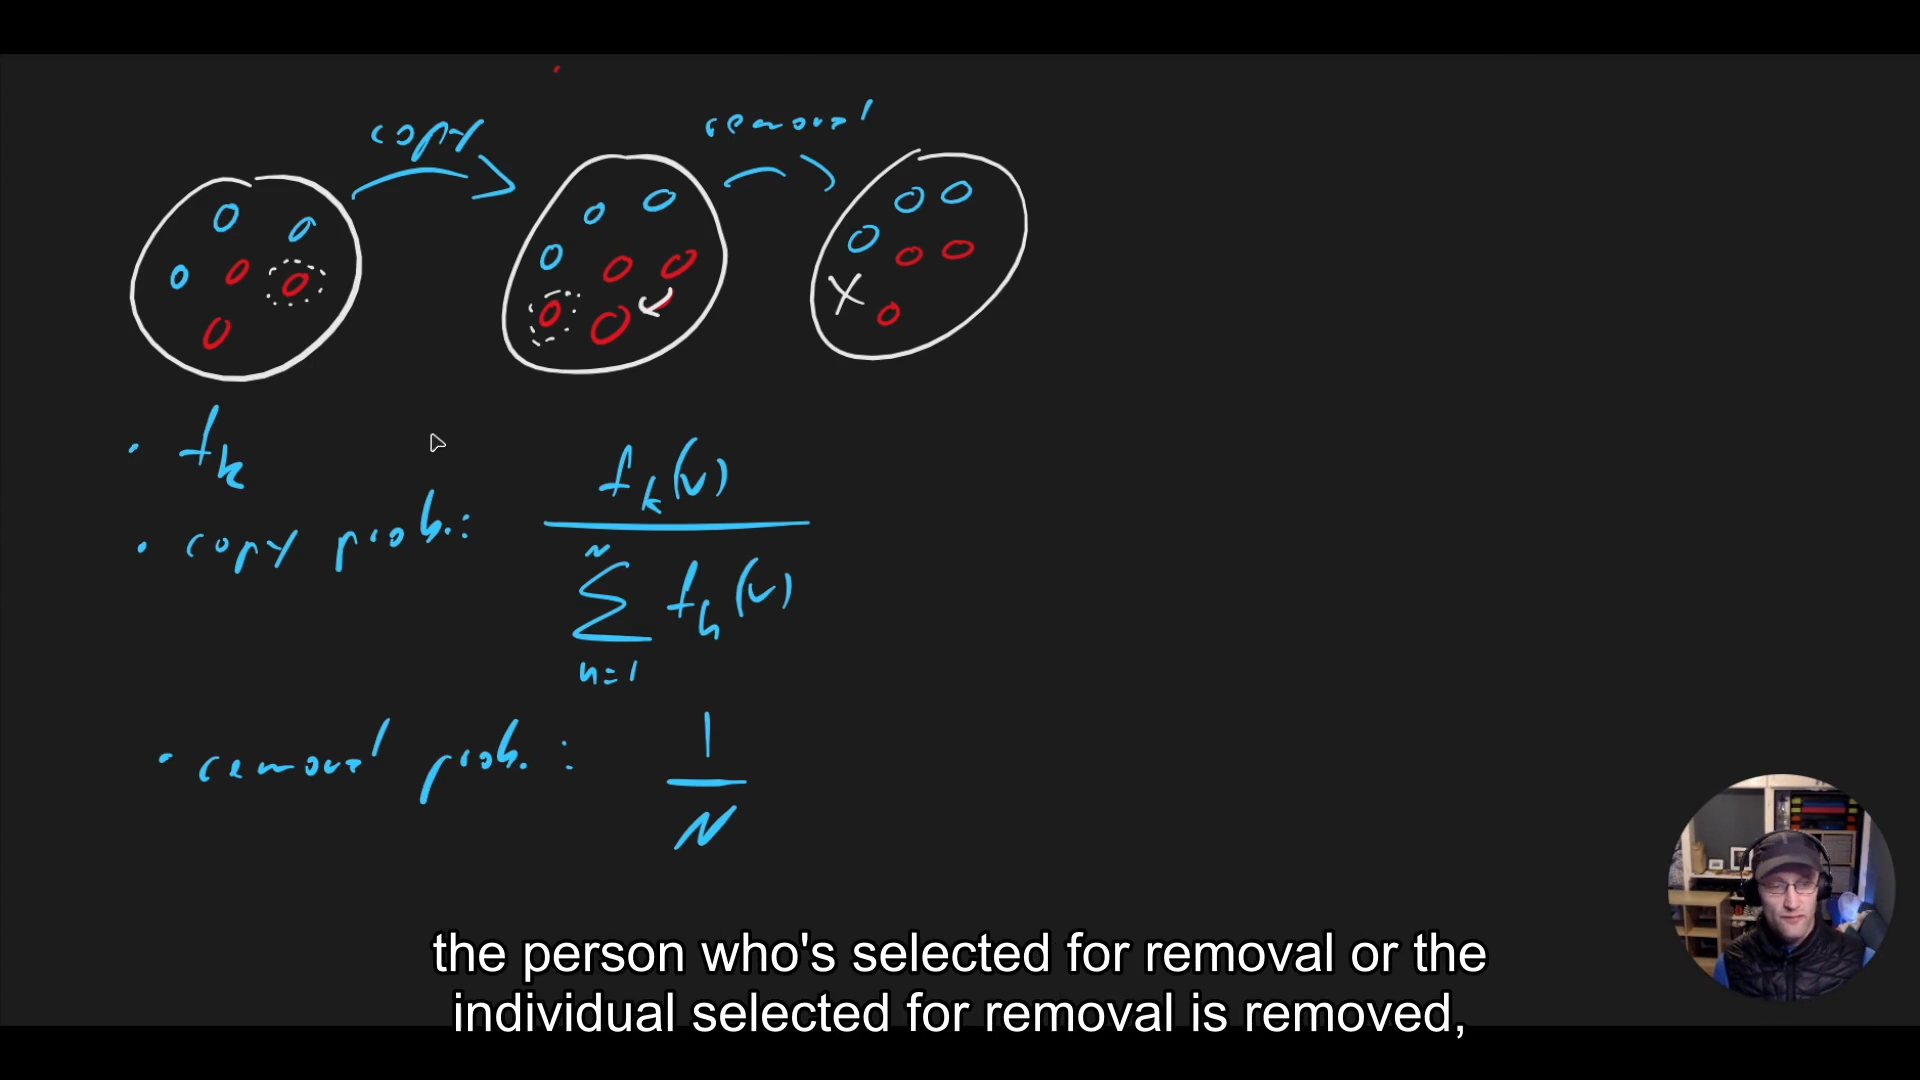 copy
removal
• f_k
• copy prob.: f_k(v)
N
∑ f_h(v)
n=1
• removal prob.: 1
N
the person who's selected for removal or the
individual selected for removal is removed,